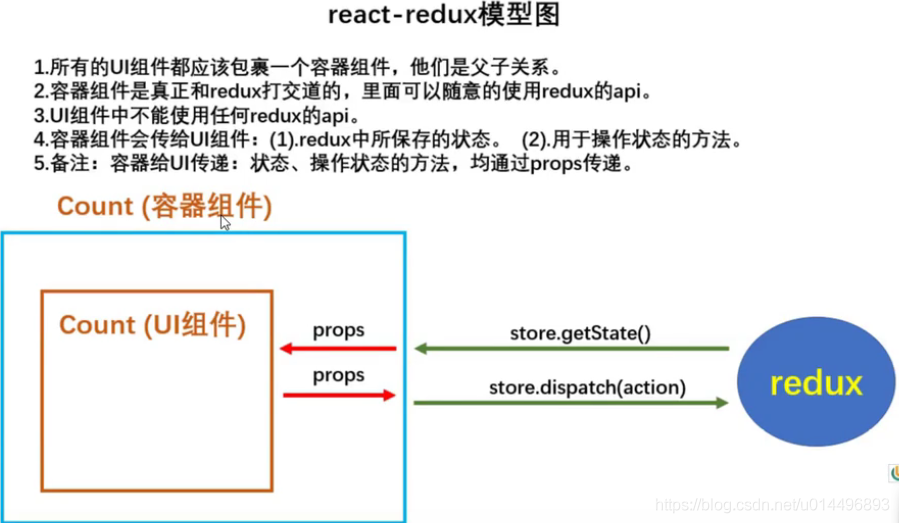 react-redux模型图
1.所有的UI组件都应该包裹一个容器组件，他们是父子关系。
2.容器组件是真正和redux打交道的，里面可以随意的使用redux的api。
3.UI组件中不能使用任何redux的api。
4.容器组件会传给UI组件：(1).redux中所保存的状态。 (2).用于操作状态的方法。
5.备注：容器给UI传递：状态、操作状态的方法，均通过props传递。
Count (容器组件)
Count (UI组件)
props
store.getState()
props
store.dispatch(action)
redux
https://blog.csdn.net/u014496893